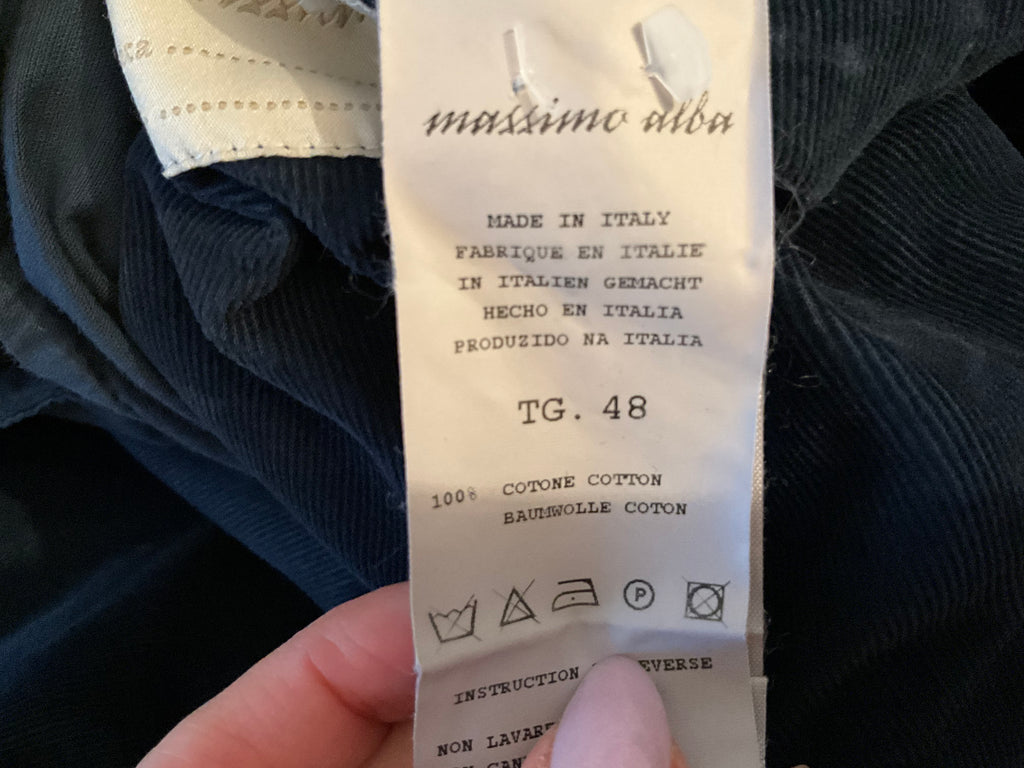 massimo alba
MADE IN ITALY
FABRIQUE EN ITALIE
IN ITALIEN GEMACHT
HECHO EN ITALIA
PRODUZIDO NA ITALIA
TG. 48
100% COTONE COTTON
BAUMWOLLE COTON
P
INSTRUCTION
NON